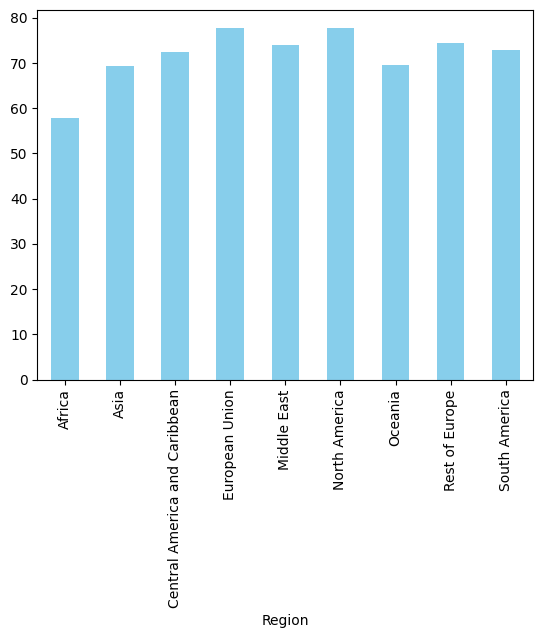 80
70
60
50
40
30
20
10
0
Africa
Asia
Central America and Caribbean
European Union
Middle East
North America
Oceania
Rest of Europe
South America
Region